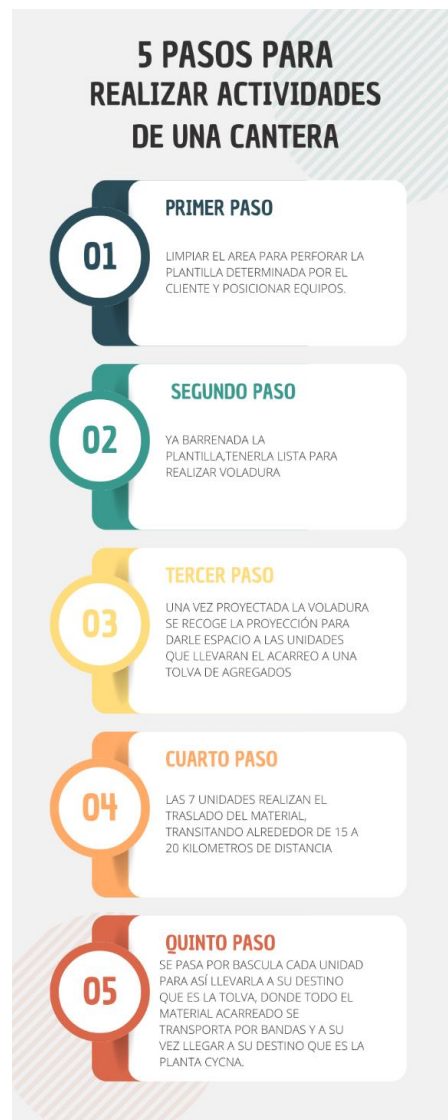 5 PASOS PARA
REALIZAR ACTIVIDADES
DE UNA CANTERA
01
PRIMER PASO
LIMPIAR EL AREA PARA PERFORAR LA
PLANTILLA DETERMINADA POR EL
CLIENTE Y POSICIONAR EQUIPOS.
02
SEGUNDO PASO
YA BARRENADA LA
PLANTILLA,TENERLA LISTA PARA
REALIZAR VOLADURA
03
TERCER PASO
UNA VEZ PROYECTADA LA VOLADURA
SE RECOGE LA PROYECCIÓN PARA
DARLE ESPACIO A LAS UNIDADES
QUE LLEVARAN EL ACARREO A UNA
TOLVA DE AGREGADOS
04
CUARTO PASO
LAS 7 UNIDADES REALIZAN EL
TRASLADO DEL MATERIAL,
TRANSITANDO ALREDEDOR DE 15 A
20 KILOMETROS DE DISTANCIA
05
QUINTO PASO
SE PASA POR BASCULA CADA UNIDAD
PARA ASÍ LLEVARLA A SU DESTINO
QUE ES LA TOLVA, DONDE TODO EL
MATERIAL ACARREADO SE
TRANSPORTA POR BANDAS Y A SU
VEZ LLEGAR A SU DESTINO QUE ES LA
PLANTA CYCNA.